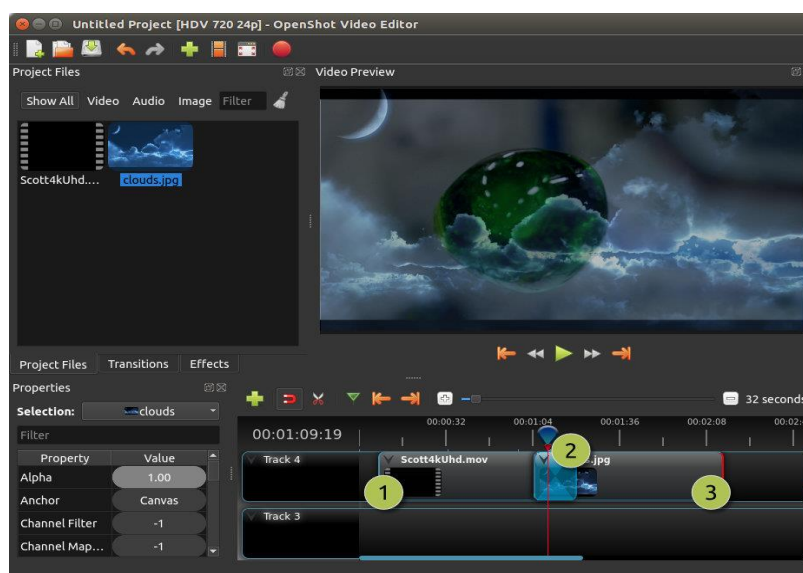 Untitled Project [HDV 720 24p] - OpenShot Video Editor
Project Files
Video Preview
Show All Video Audio Image Filter
Scott4kUhd....
clouds.jpg
Project Files Transitions Effects
Properties
Selection: clouds
32 seconds
Filter
00:01:09:19
00:00:32 00:01:04 00:01:36 00:02:08 00:02:
Property Value
Alpha 1.00
Anchor Canvas
Channel Filter -1
Channel Map... -1
Track 4
Scott4kUhd.mov
.jpg
1
2
3
Track 3